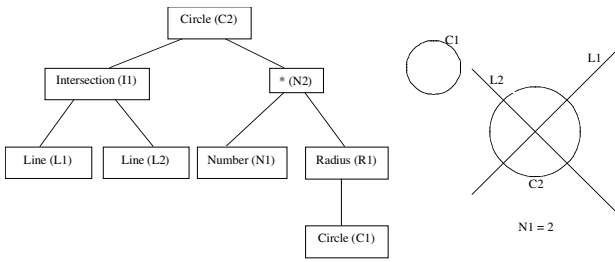 Circle (C2)
Intersection (I1)
* (N2)
Line (L1)
Line (L2)
Number (N1)
Radius (R1)
Circle (C1)
C1
L1
L2
C2
N1 = 2